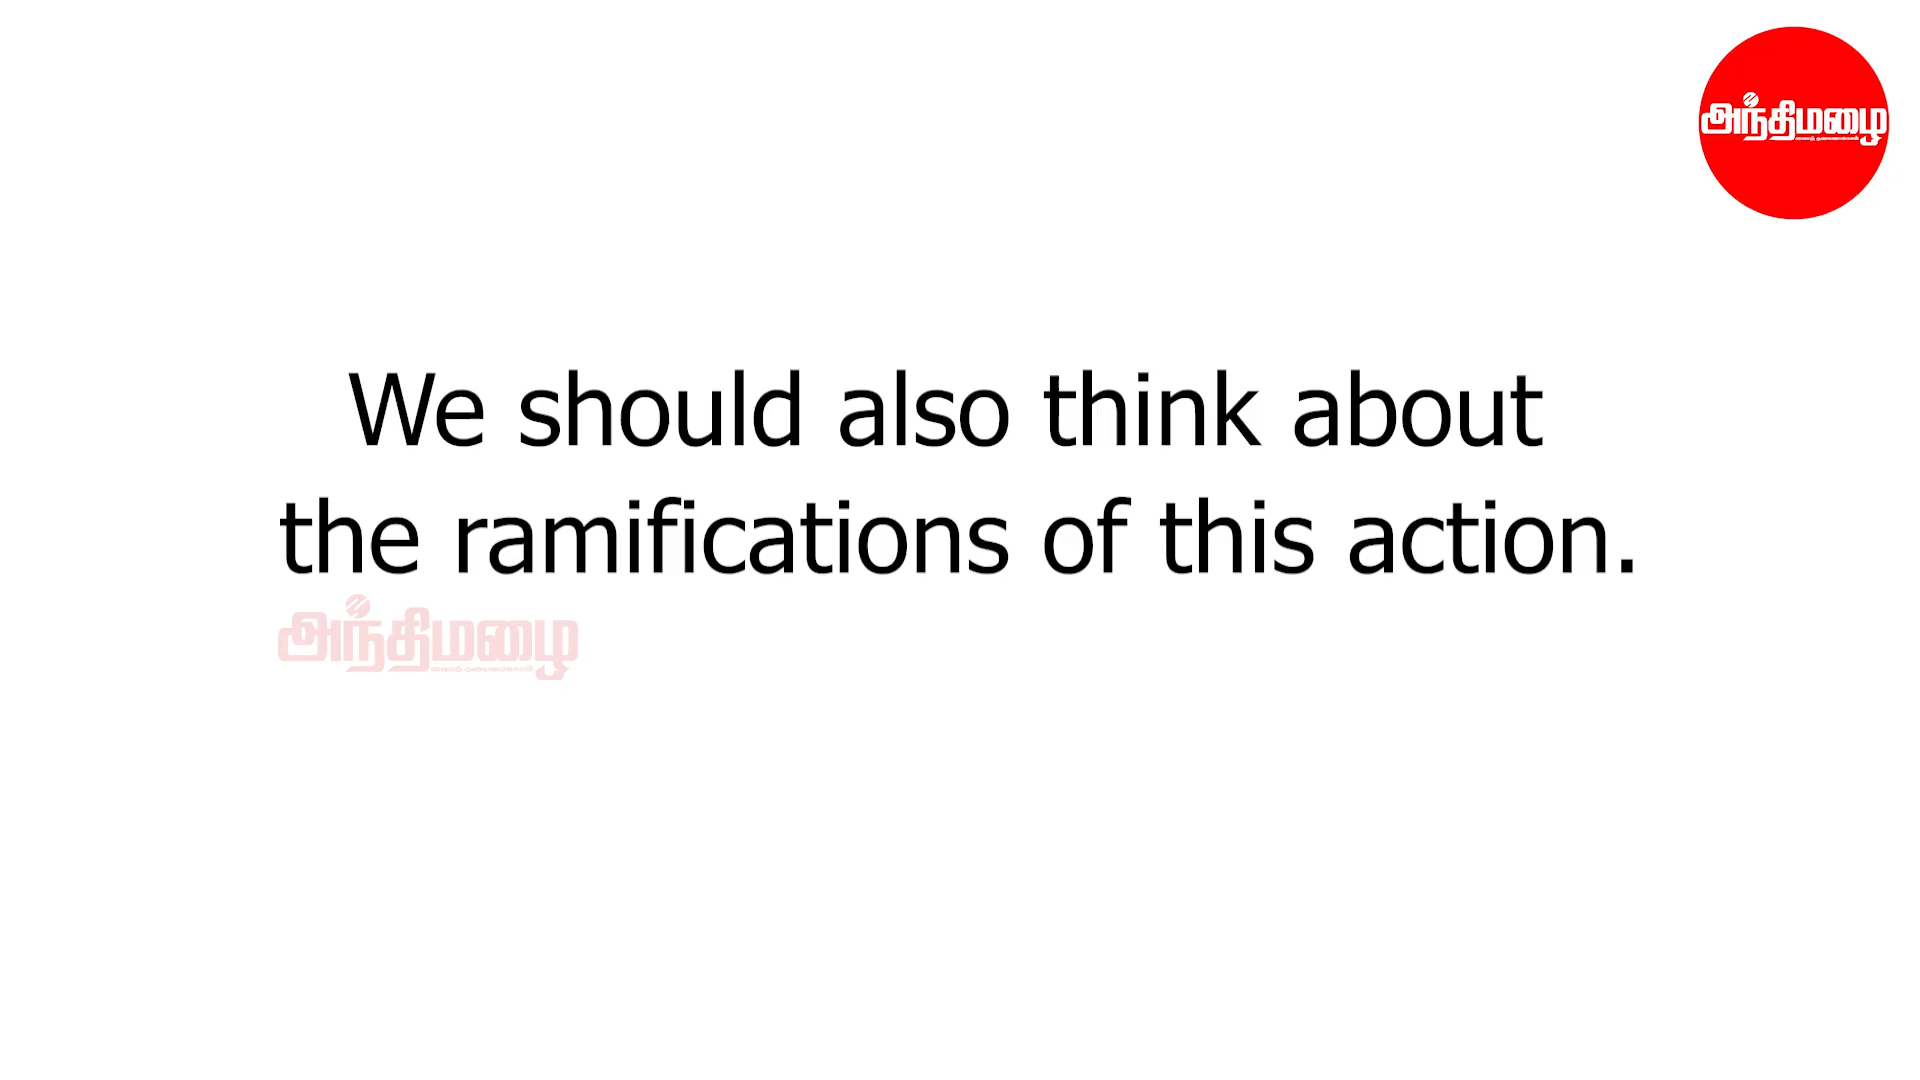 அந்திமழை
We should also think about
the ramifications of this action.
அந்திமழை